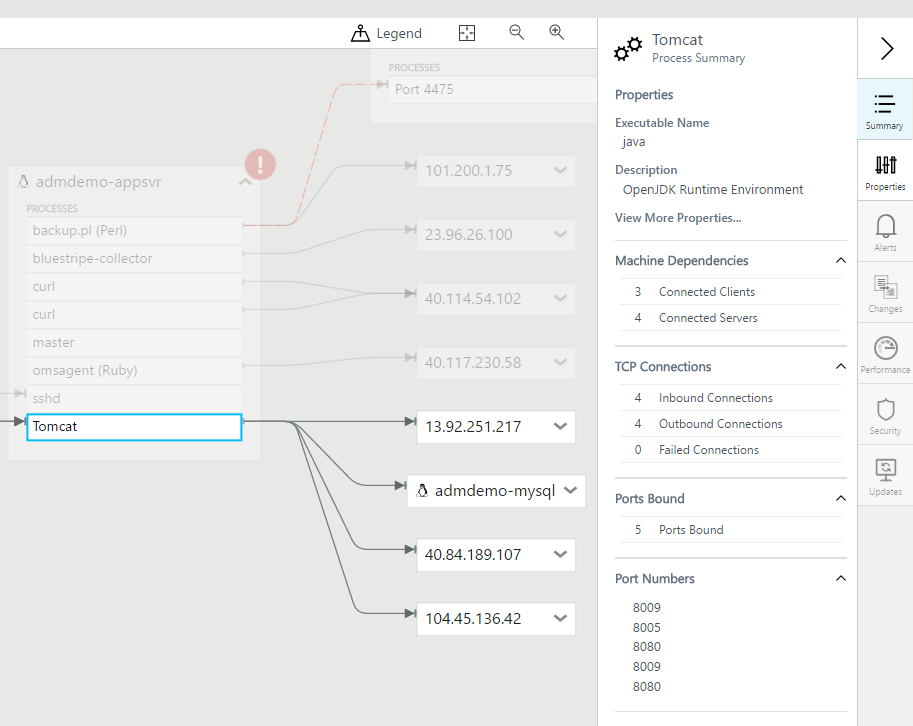 Legend
PROCESSES
Port 4475
admdemo-appsvr
!
PROCESSES
backup.pl (Perl)
bluestripe-collector
curl
curl
master
omsagent (Ruby)
sshd
Tomcat
101.200.1.75
23.96.26.100
40.114.54.102
40.117.230.58
13.92.251.217
admdemo-mysql
40.84.189.107
104.45.136.42
Tomcat
Process Summary
Properties
Executable Name
java
Description
OpenJDK Runtime Environment
View More Properties...
Machine Dependencies
3 Connected Clients
4 Connected Servers
TCP Connections
4 Inbound Connections
4 Outbound Connections
0 Failed Connections
Ports Bound
5 Ports Bound
Port Numbers
8009
8005
8080
8009
8080
Summary
Properties
Alerts
Changes
Performance
Security
Updates